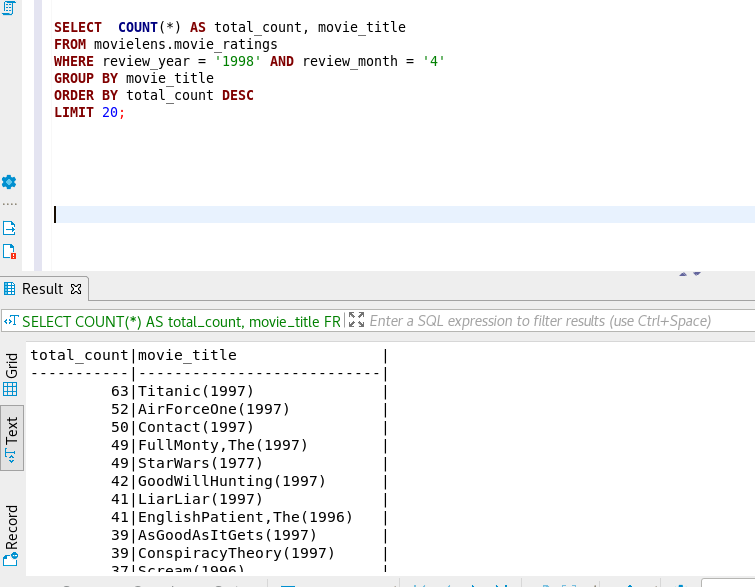 SELECT  COUNT(*) AS total_count, movie_title
FROM movielens.movie_ratings
WHERE review_year = '1998' AND review_month = '4'
GROUP BY movie_title
ORDER BY total_count DESC
LIMIT 20;
Result
SELECT COUNT(*) AS total_count, movie_title FR
Enter a SQL expression to filter results (use Ctrl+Space)
Grid
Text
Record
total_count|movie_title                |
-----------|---------------------------|
         63|Titanic(1997)              |
         52|AirForceOne(1997)          |
         50|Contact(1997)              |
         49|FullMonty,The(1997)        |
         49|StarWars(1977)             |
         42|GoodWillHunting(1997)      |
         41|LiarLiar(1997)             |
         41|EnglishPatient,The(1996)   |
         39|AsGoodAsItGets(1997)       |
         39|ConspiracyTheory(1997)     |
         37|Scream(1996)               |